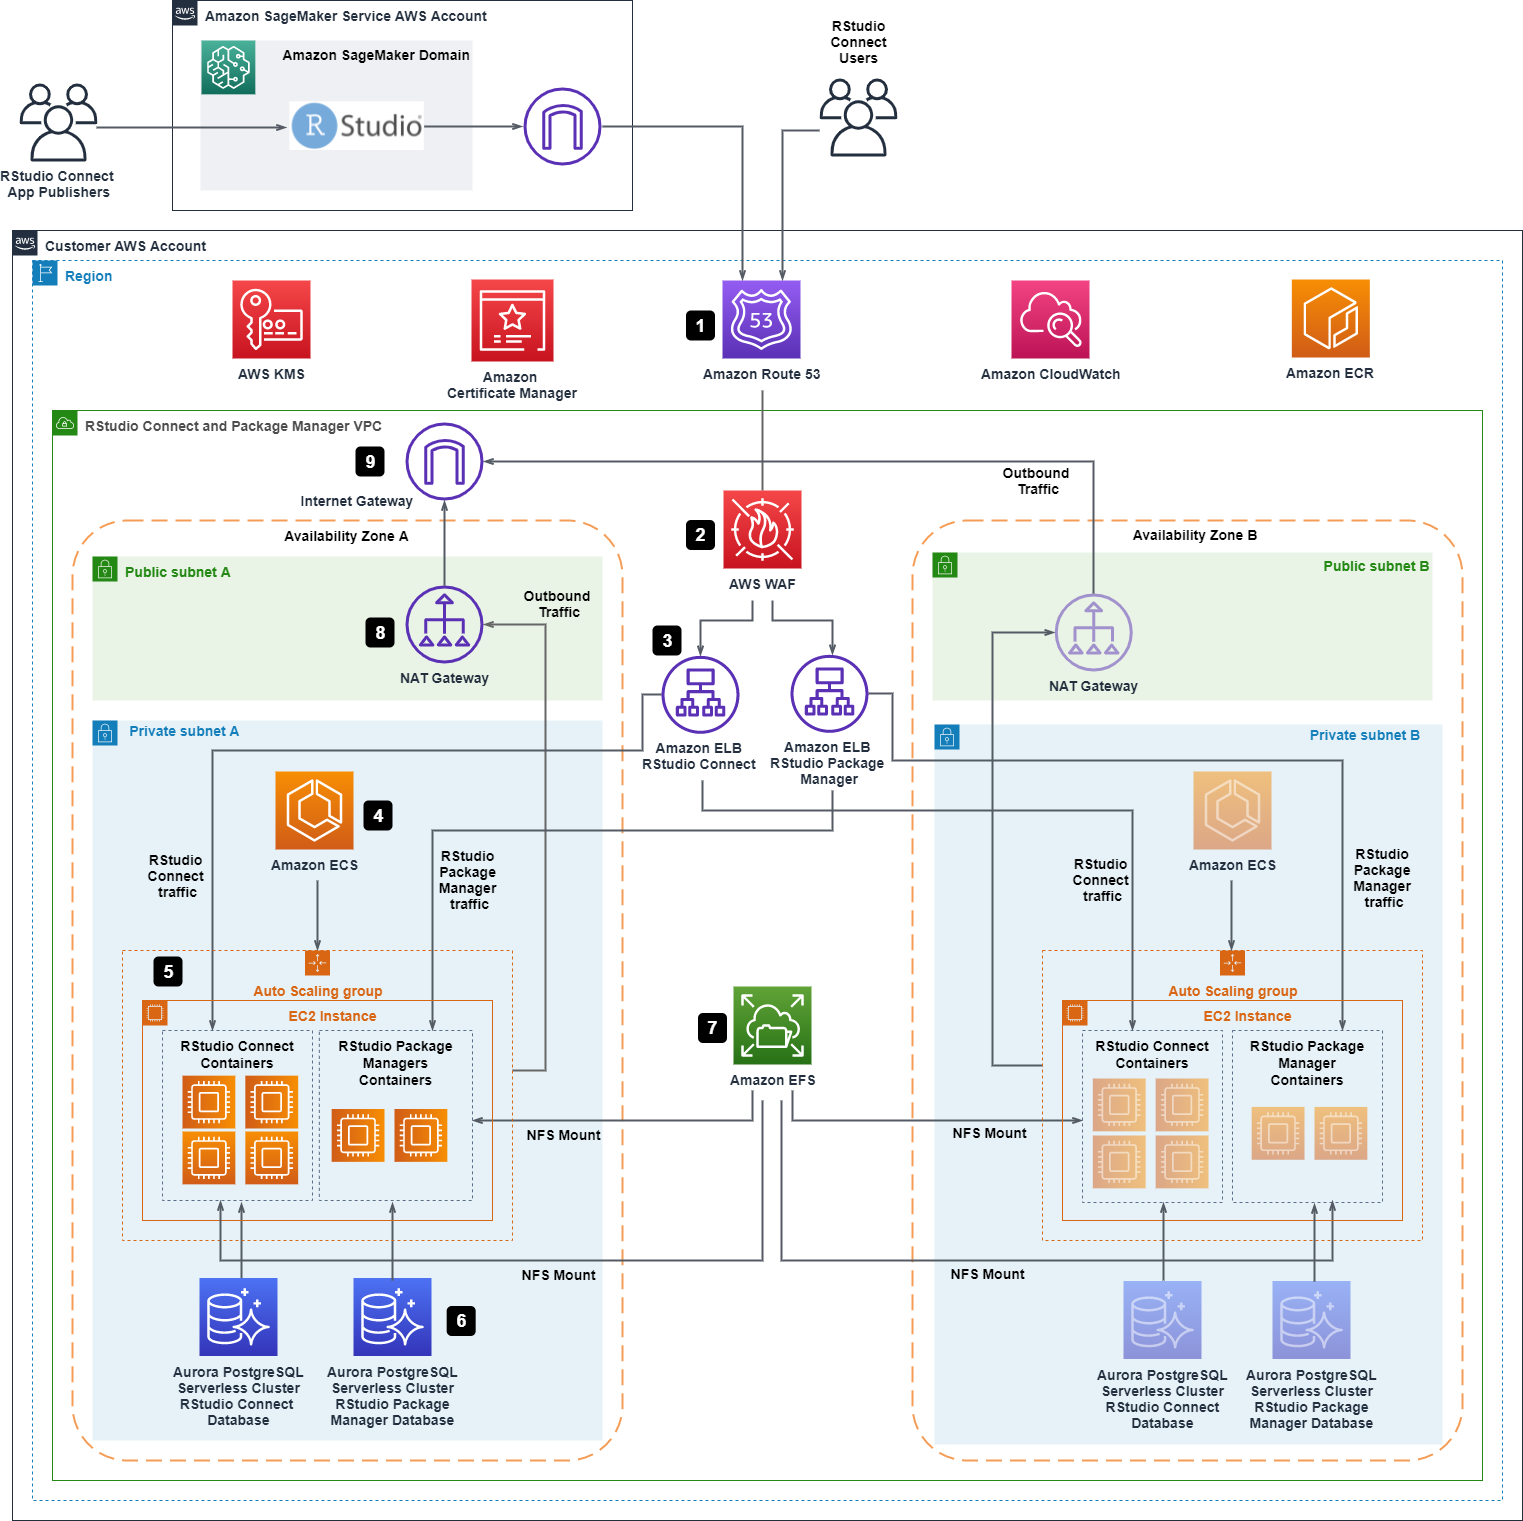 aws
Amazon SageMaker Service AWS Account
Amazon SageMaker Domain
R Studio
RStudio
Connect
Users
RStudio Connect
App Publishers
aws
Customer AWS Account
Region
AWS KMS
Amazon
Certificate Manager
1
53
Amazon Route 53
Amazon CloudWatch
Amazon ECR
RStudio Connect and Package Manager VPC
9
Internet Gateway
Outbound
Traffic
2
AWS WAF
Availability Zone A
Public subnet A
8
NAT Gateway
Outbound
Traffic
Availability Zone B
Public subnet B
NAT Gateway
3
Amazon ELB
RStudio Connect
Amazon ELB
RStudio Package
Manager
Private subnet A
4
Amazon ECS
RStudio
Connect
traffic
RStudio
Package
Manager
traffic
Private subnet B
Amazon ECS
RStudio
Connect
traffic
RStudio
Package
Manager
traffic
5
Auto Scaling group
EC2 Instance
RStudio Connect
Containers
RStudio Package
Managers
Containers
7
Amazon EFS
NFS Mount
NFS Mount
Auto Scaling group
EC2 Instance
RStudio Connect
Containers
RStudio Package
Manager
Containers
NFS Mount
NFS Mount
6
Aurora PostgreSQL
Serverless Cluster
RStudio Connect
Database
Aurora PostgreSQL
Serverless Cluster
RStudio Package
Manager Database
Aurora PostgreSQL
Serverless Cluster
RStudio Connect
Database
Aurora PostgreSQL
Serverless Cluster
RStudio Package
Manager Database